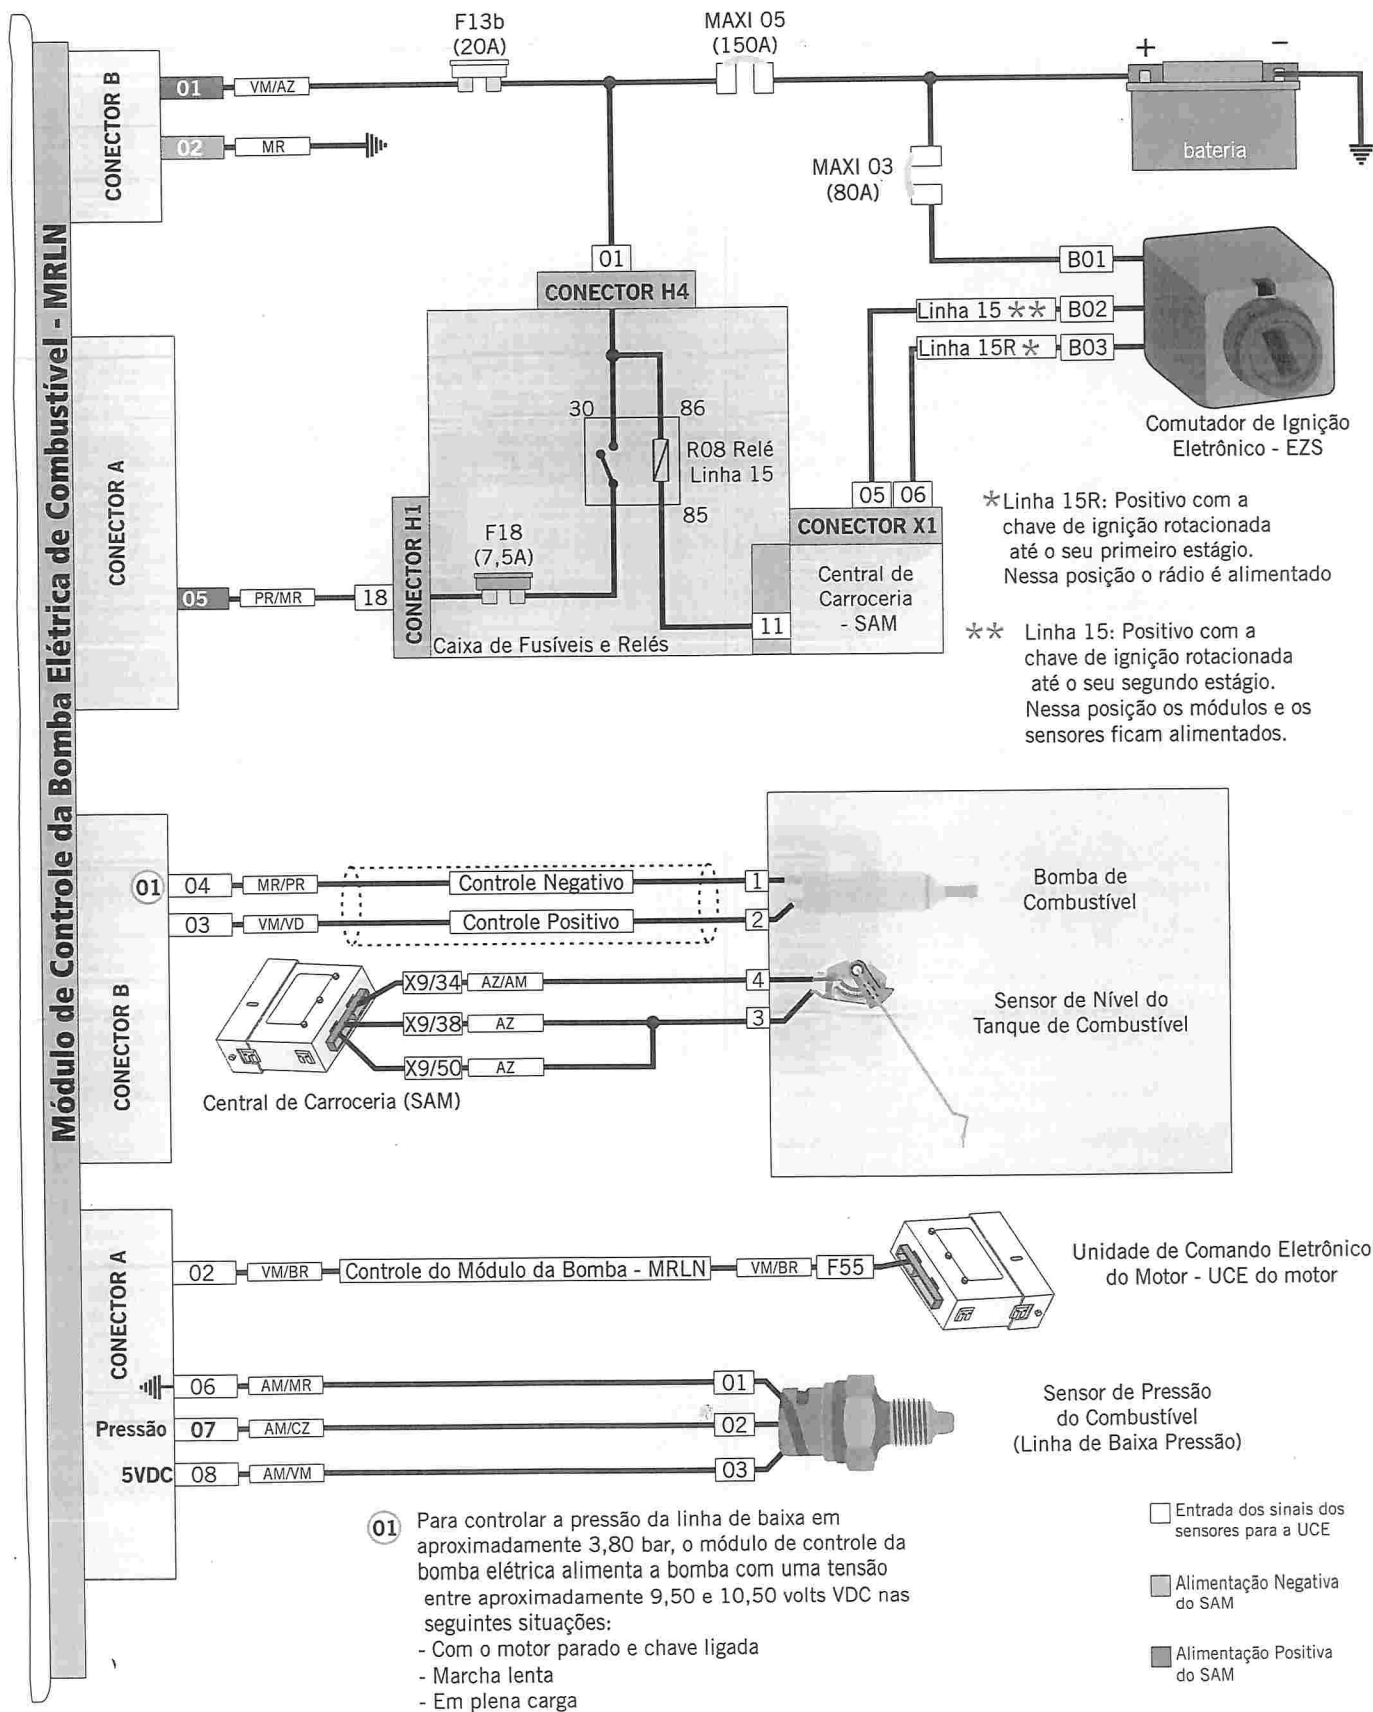 Módulo de Controle da Bomba Elétrica de Combustível - MRLN
F13b
(20A)
MAXI 05
(150A)
+
-
CONECTOR B
01
VM/AZ
02
MR
bateria
MAXI 03
(80A)
01
CONECTOR H4
B01
Linha 15 **
B02
Linha 15R *
B03
Comutador de Ignição
Eletrônico - EZS
CONECTOR A
30
86
R08 Relé
Linha 15
85
05
06
CONECTOR X1
*Linha 15R: Positivo com a
chave de ignição rotacionada
até o seu primeiro estágio.
Nessa posição o rádio é alimentado
CONECTOR H1
F18
(7,5A)
Central de
Carroceria
- SAM
05
PR/MR
18
11
Caixa de Fusíveis e Relés
** Linha 15: Positivo com a
chave de ignição rotacionada
até o seu segundo estágio.
Nessa posição os módulos e os
sensores ficam alimentados.
CONECTOR B
01
04
MR/PR
Controle Negativo
1
Bomba de
Combustível
03
VM/VD
Controle Positivo
2
X9/34
AZ/AM
4
X9/38
AZ
3
X9/50
AZ
Sensor de Nível do
Tanque de Combustível
Central de Carroceria (SAM)
CONECTOR A
02
VM/BR
Controle do Módulo da Bomba - MRLN
VM/BR
F55
Unidade de Comando Eletrônico
do Motor - UCE do motor
06
AM/MR
01
Pressão
07
AM/CZ
02
5VDC
08
AM/VM
03
Sensor de Pressão
do Combustível
(Linha de Baixa Pressão)
01
Para controlar a pressão da linha de baixa em
aproximadamente 3,80 bar, o módulo de controle da
bomba elétrica alimenta a bomba com uma tensão
entre aproximadamente 9,50 e 10,50 volts VDC nas
seguintes situações:
- Com o motor parado e chave ligada
- Marcha lenta
- Em plena carga
Entrada dos sinais dos
sensores para a UCE
Alimentação Negativa
do SAM
Alimentação Positiva
do SAM